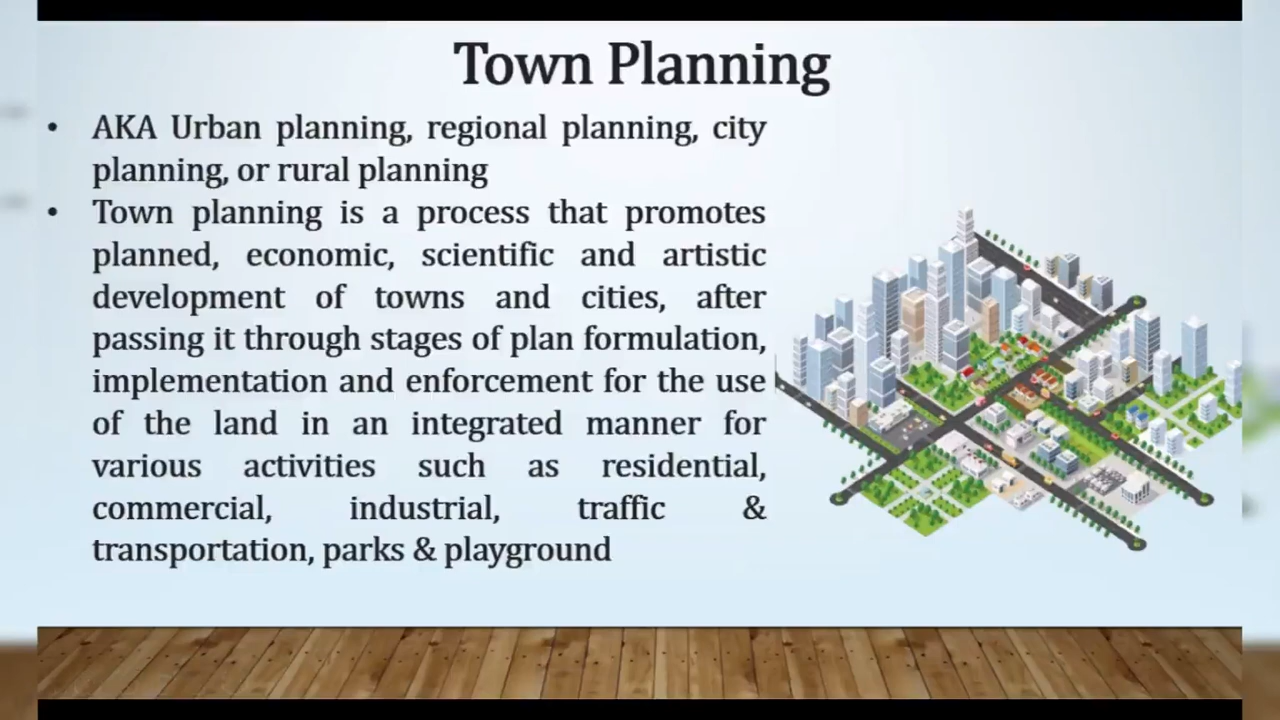 Town Planning
• AKA Urban planning, regional planning, city
planning, or rural planning
• Town planning is a process that promotes
planned, economic, scientific and artistic
development of towns and cities, after
passing it through stages of plan formulation,
implementation and enforcement for the use
of the land in an integrated manner for
various activities such as residential,
commercial, industrial, traffic &
transportation, parks & playground